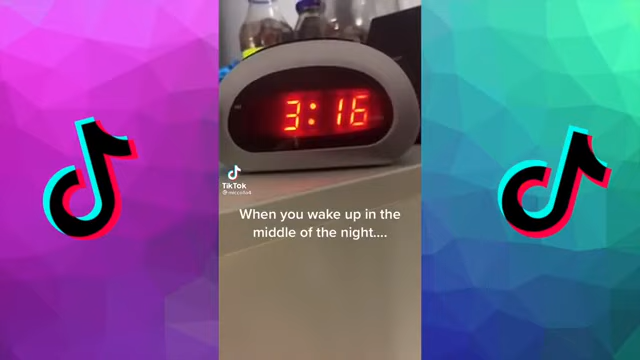 3:16
TikTok
When you wake up in the
middle of the night....